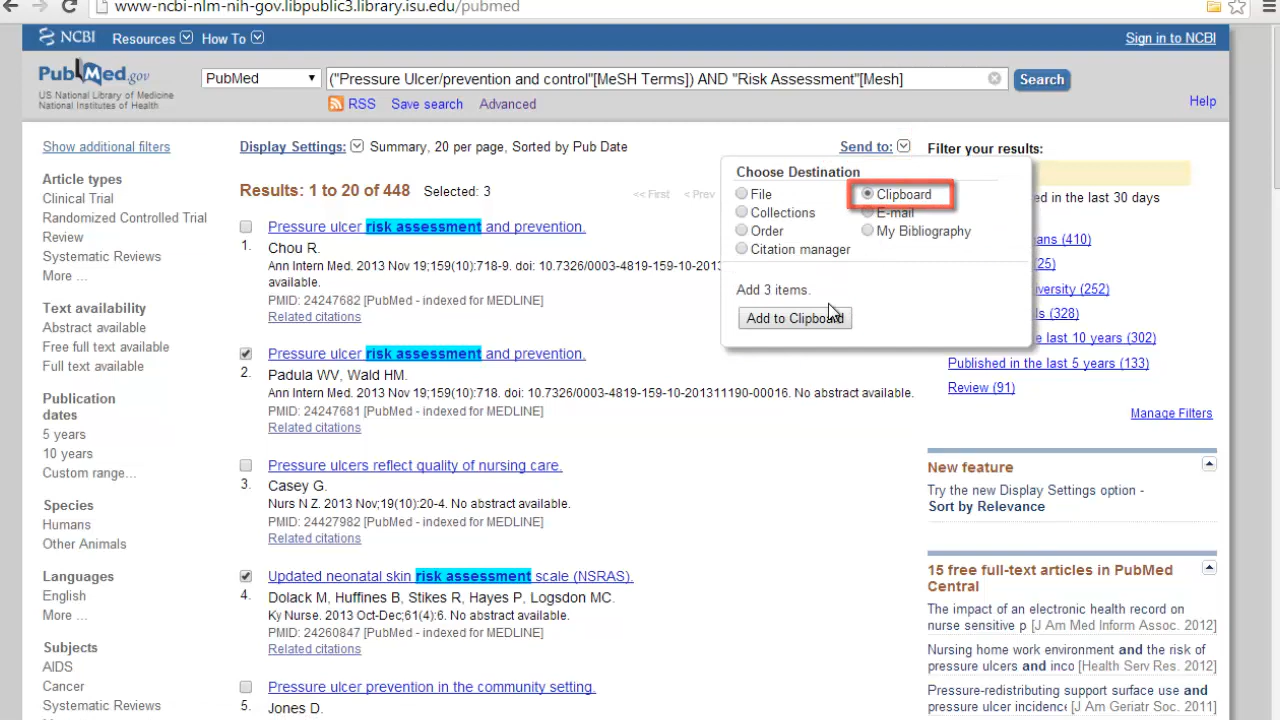 www-ncbi-nlm-nih-gov.libpublic3.library.isu.edu/pubmed
NCBI Resources How To Sign in to NCBI
PubMed.gov
US National Library of Medicine
National Institutes of Health
PubMed ("Pressure Ulcer/prevention and control"[MeSH Terms]) AND "Risk Assessment"[Mesh] Search
RSS Save search Advanced Help
Show additional filters
Article types
Clinical Trial
Randomized Controlled Trial
Review
Systematic Reviews
More ...
Text availability
Abstract available
Free full text available
Full text available
Publication
dates
5 years
10 years
Custom range...
Species
Humans
Other Animals
Languages
English
More ...
Subjects
AIDS
Cancer
Systematic Reviews
Display Settings: Summary, 20 per page, Sorted by Pub Date Send to:
Results: 1 to 20 of 448 Selected: 3 << First < Prev
Pressure ulcer risk assessment and prevention.
1. Chou R.
Ann Intern Med. 2013 Nov 19;159(10):718-9. doi: 10.7326/0003-4819-159-10-2013
available.
PMID: 24247682 [PubMed - indexed for MEDLINE]
Related citations
Pressure ulcer risk assessment and prevention.
2. Padula WV, Wald HM.
Ann Intern Med. 2013 Nov 19;159(10):718. doi: 10.7326/0003-4819-159-10-201311190-00016. No abstract available.
PMID: 24247681 [PubMed - indexed for MEDLINE]
Related citations
Pressure ulcers reflect quality of nursing care.
3. Casey G.
Nurs N Z. 2013 Nov;19(10):20-4. No abstract available.
PMID: 24427982 [PubMed - indexed for MEDLINE]
Related citations
Updated neonatal skin risk assessment scale (NSRAS).
4. Dolack M, Huffines B, Stikes R, Hayes P, Logsdon MC.
Ky Nurse. 2013 Oct-Dec;61(4):6. No abstract available.
PMID: 24260847 [PubMed - indexed for MEDLINE]
Related citations
Pressure ulcer prevention in the community setting.
5. Jones D.
Choose Destination
File Clipboard
Collections E-mail
Order My Bibliography
Citation manager
Add 3 items.
Add to Clipboard
Filter your results:
d in the last 30 days
ans (410)
(25)
versity (252)
ls (328)
e last 10 years (302)
Published in the last 5 years (133)
Review (91)
Manage Filters
New feature
Try the new Display Settings option -
Sort by Relevance
15 free full-text articles in PubMed
Central
The impact of an electronic health record on
nurse sensitive p [J Am Med Inform Assoc. 2012]
Nursing home work environment and the risk of
pressure ulcers and inco [Health Serv Res. 2012]
Pressure-redistributing support surface use and
pressure ulcer incidenc [J Am Geriatr Soc. 2011]